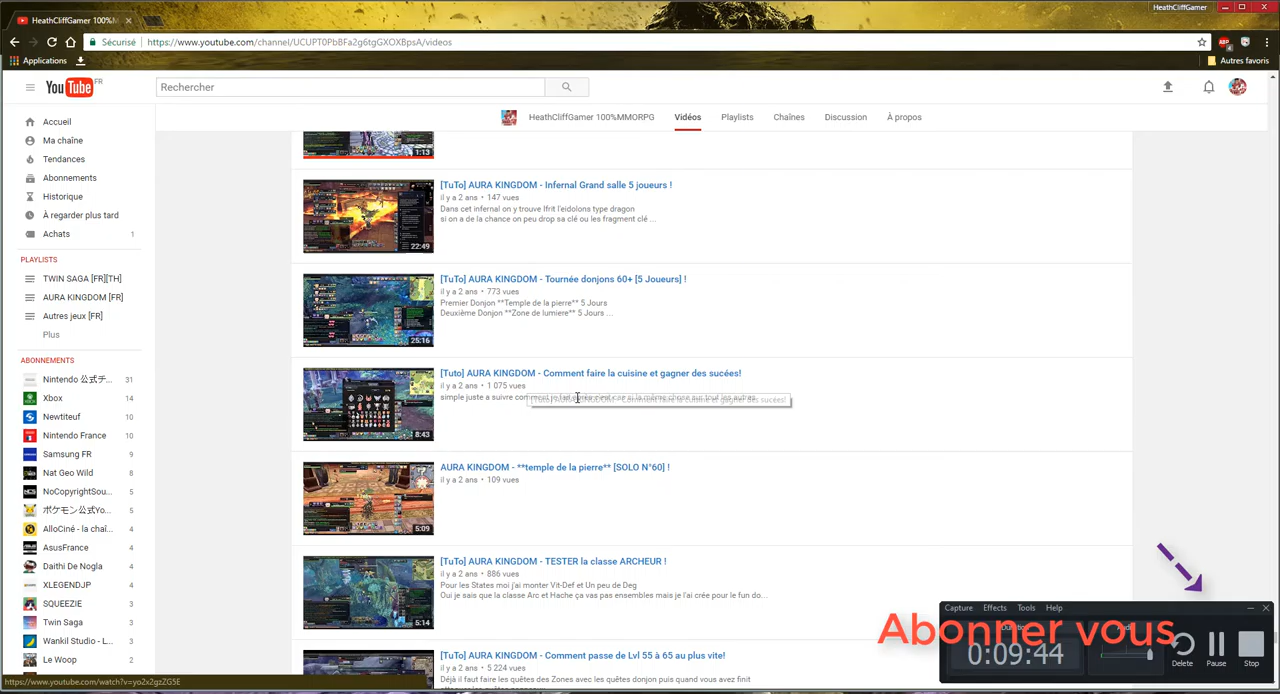 HeathCliffGamer 100%M
HeathCliffGamer
Sécurisé
https://www.youtube.com/channel/UCUPT0PbBFa2g6tgGXOXBpsA/videos
Applications
Autres favoris
YouTube FR
Rechercher
HeathCliffGamer 100%MMORPG
Vidéos
Playlists
Chaînes
Discussion
À propos
Accueil
Ma chaîne
Tendances
Abonnements
Historique
À regarder plus tard
Achats 1
PLAYLISTS
TWIN SAGA [FR][TH]
AURA KINGDOM [FR]
Autres jeux [FR]
Plus
ABONNEMENTS
Nintendo 公式チ... 31
Xbox 14
Newtiteuf 10
Nintendo France 10
Samsung FR 9
Nat Geo Wild 8
NoCopyrightSou... 5
ポケモン公式Yo... 5
AlloCiné - la chaî... 4
AsusFrance 4
Daithi De Nogla 4
XLEGENDJP 4
SQUEEZIE 3
Twin Saga 3
Wankil Studio - L... 3
Le Woop 2
1:13
[TuTo] AURA KINGDOM - Infernal Grand salle 5 joueurs !
il y a 2 ans • 147 vues
Dans cet infernal on y trouve Ifrit l'eidolons type dragon
si on a de la chance on peu drop sa clé ou les fragment clé ...
22:49
[TuTo] AURA KINGDOM - Tournée donjons 60+ [5 Joueurs] !
il y a 2 ans • 773 vues
Premier Donjon **Temple de la pierre** 5 Jours
Deuxième Donjon **Zone de lumiere** 5 Jours ...
25:16
[Tuto] AURA KINGDOM - Comment faire la cuisine et gagner des sucées!
il y a 2 ans • 1 075 vues
simple juste a suivre
8:43
AURA KINGDOM - **temple de la pierre** [SOLO N°60] !
il y a 2 ans • 109 vues
5:09
[TuTo] AURA KINGDOM - TESTER la classe ARCHEUR !
il y a 2 ans • 886 vues
Pour les States moi j'ai monter Vit-Def et Un peu de Deg
Oui je sais que la classe Arc et Hache ça vas pas ensembles mais je l'ai crée pour le fun do...
5:14
[TuTo] AURA KINGDOM - Comment passe de Lvl 55 à 65 au plus vite!
il y a 2 ans • 5 224 vues
Déjà il faut faire les quêtes des Zones avec les quêtes donjon puis quand vous avez finit
Capture Effects Tools Help
Abonner vous
0:09:44
Delete Pause Stop
https://www.youtube.com/watch?v=yo2x2gzZG5E